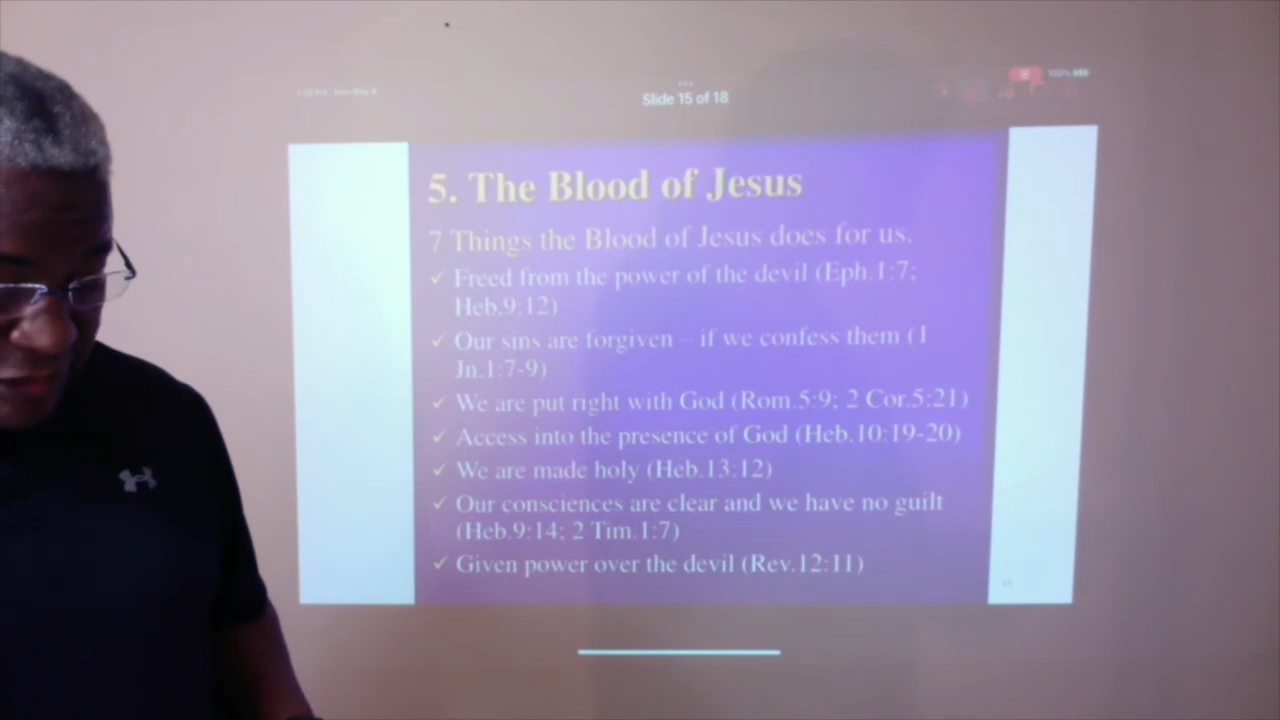 Slide 15 of 18
100%
5. The Blood of Jesus
7 Things the Blood of Jesus does for us.
✓ Freed from the power of the devil (Eph.1:7;
Heb.9:12)
✓ Our sins are forgiven – if we confess them (1
Jn.1:7-9)
✓ We are put right with God (Rom.5:9; 2 Cor.5:21)
✓ Access into the presence of God (Heb.10:19-20)
✓ We are made holy (Heb.13:12)
✓ Our consciences are clear and we have no guilt
(Heb.9:14; 2 Tim.1:7)
✓ Given power over the devil (Rev.12:11)
15